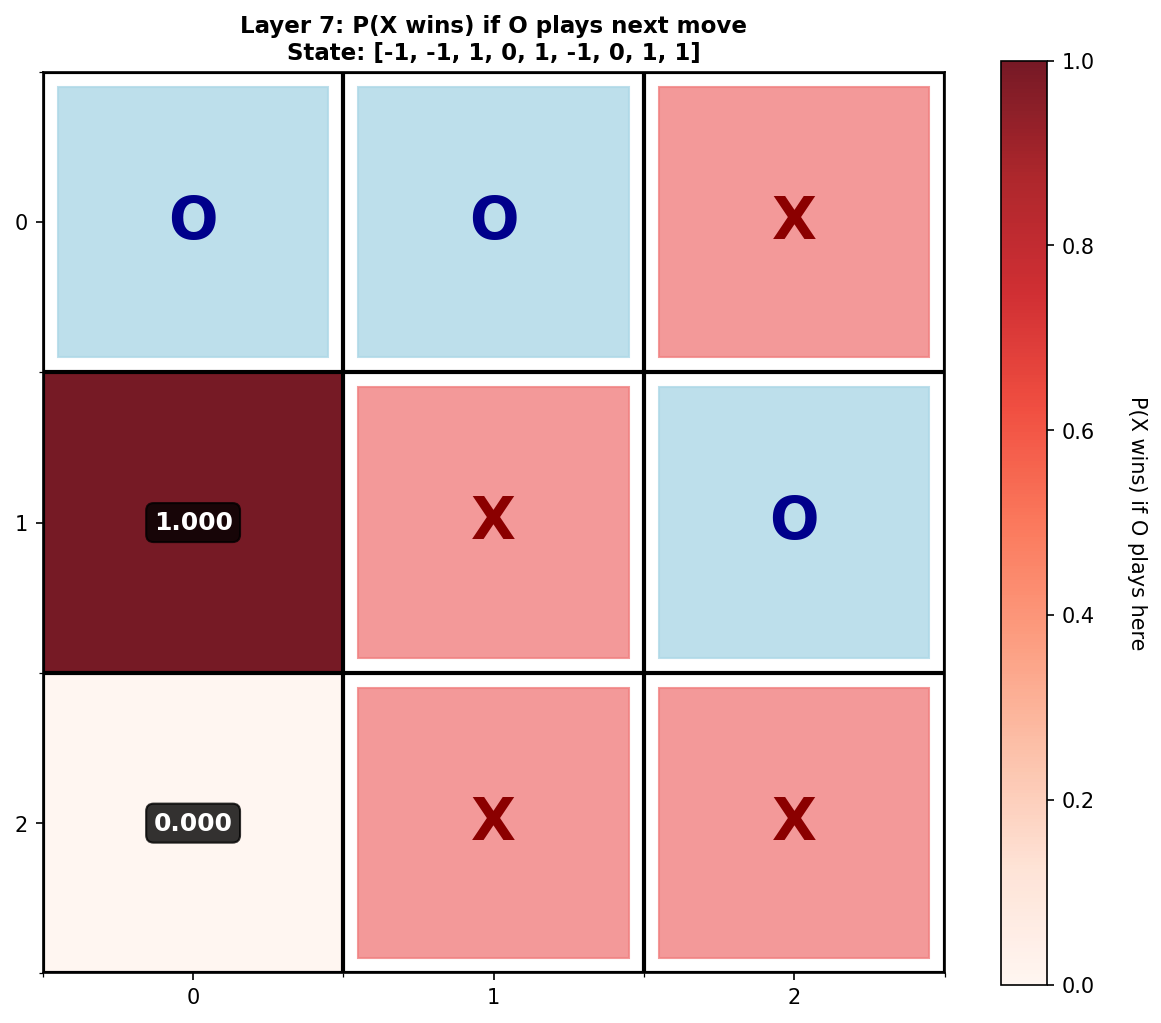 Layer 7: P(X wins) if O plays next move
State: [-1, -1, 1, 0, 1, -1, 0, 1, 1]
0
O
O
X
1
1.000
X
O
2
0.000
X
X
0
1
2
1.0
0.8
0.6
0.4
0.2
0.0
P(X wins) if O plays here